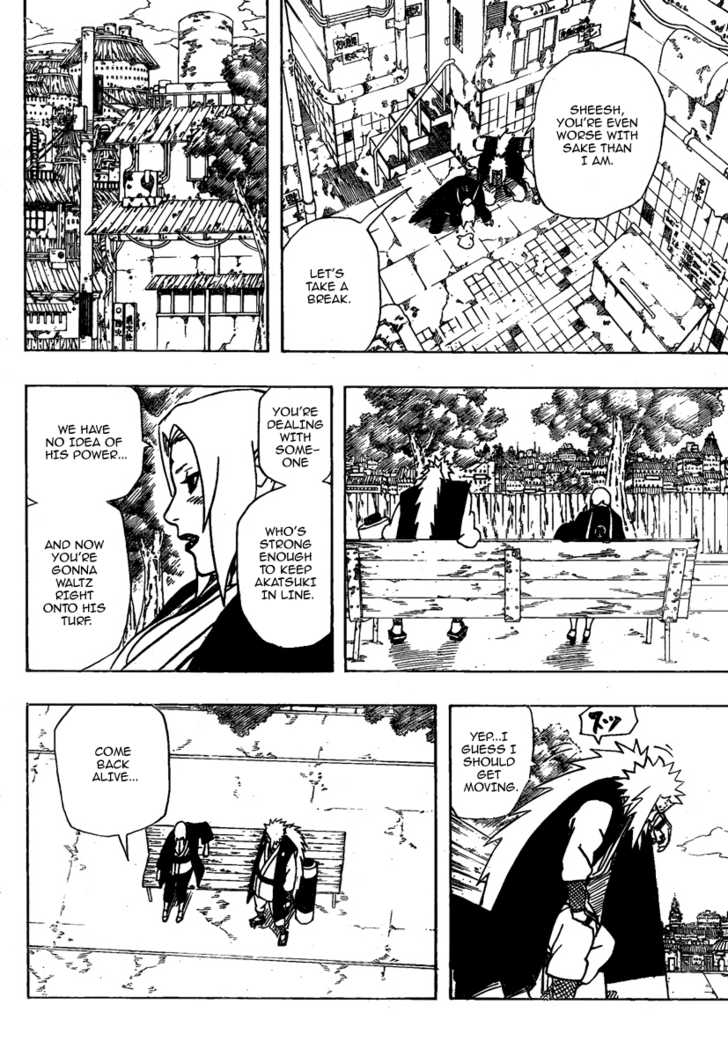 SHEESH,
YOU'RE EVEN
WORSE WITH
SAKE THAN
I AM.
LET'S
TAKE A
BREAK.
YOU'RE
DEALING
WITH
SOME-
ONE
WHO'S
STRONG
ENOUGH
TO KEEP
AKATSUKI
IN LINE.
WE HAVE
NO IDEA OF
HIS POWER...
AND NOW
YOU'RE
GONNA
WALTZ
RIGHT
ONTO HIS
TURF.
スッ
YEP...I
GUESS I
SHOULD
GET
MOVING.
COME
BACK
ALIVE...